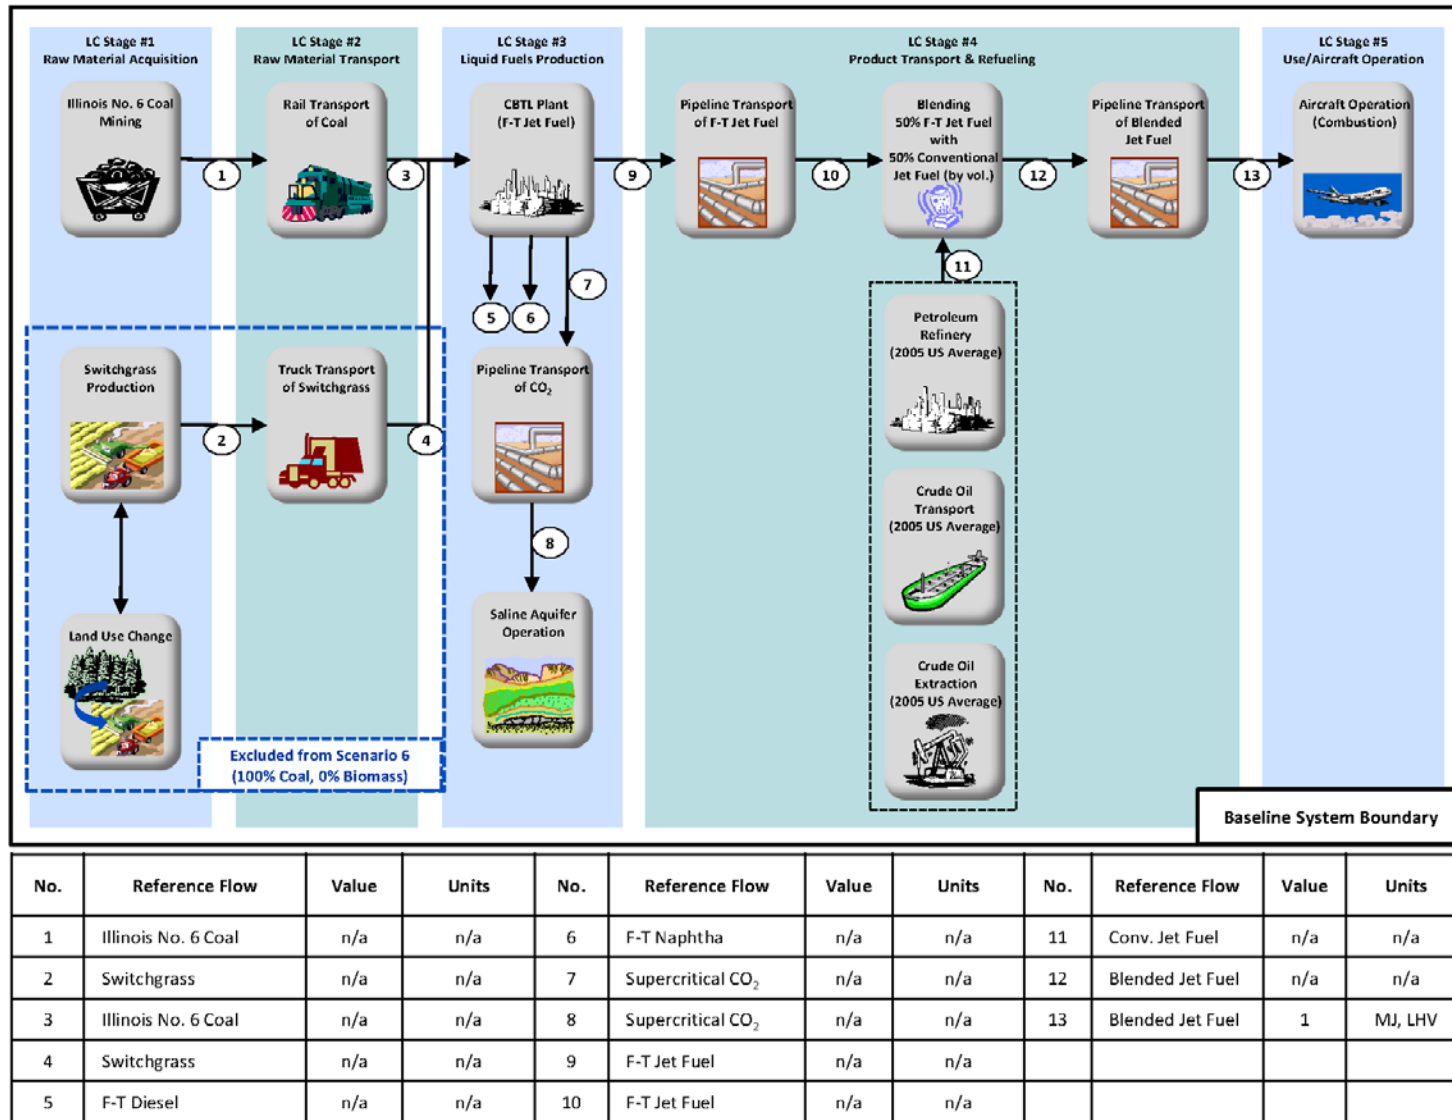 LC Stage #1
Raw Material Acquisition
LC Stage #2
Raw Material Transport
LC Stage #3
Liquid Fuels Production
LC Stage #4
Product Transport & Refueling
LC Stage #5
Use/Aircraft Operation
Illinois No. 6 Coal
Mining
1
Rail Transport
of Coal
3
CBTL Plant
(F-T Jet Fuel)
9
Pipeline Transport
of F-T Jet Fuel
10
Blending
50% F-T Jet Fuel
with
50% Conventional
Jet Fuel (by vol.)
12
Pipeline Transport
of Blended
Jet Fuel
13
Aircraft Operation
(Combustion)
5
6
7
11
Switchgrass
Production
2
Truck Transport
of Switchgrass
4
Pipeline Transport
of CO2
8
Saline Aquifer
Operation
Petroleum
Refinery
(2005 US Average)
Crude Oil
Transport
(2005 US Average)
Crude Oil
Extraction
(2005 US Average)
Land Use Change
Excluded from Scenario 6
(100% Coal, 0% Biomass)
Baseline System Boundary
No. Reference Flow Value Units No. Reference Flow Value Units No. Reference Flow Value Units
1 Illinois No. 6 Coal n/a n/a 6 F-T Naphtha n/a n/a 11 Conv. Jet Fuel n/a n/a
2 Switchgrass n/a n/a 7 Supercritical CO2 n/a n/a 12 Blended Jet Fuel n/a n/a
3 Illinois No. 6 Coal n/a n/a 8 Supercritical CO2 n/a n/a 13 Blended Jet Fuel 1 MJ, LHV
4 Switchgrass n/a n/a 9 F-T Jet Fuel n/a n/a
5 F-T Diesel n/a n/a 10 F-T Jet Fuel n/a n/a